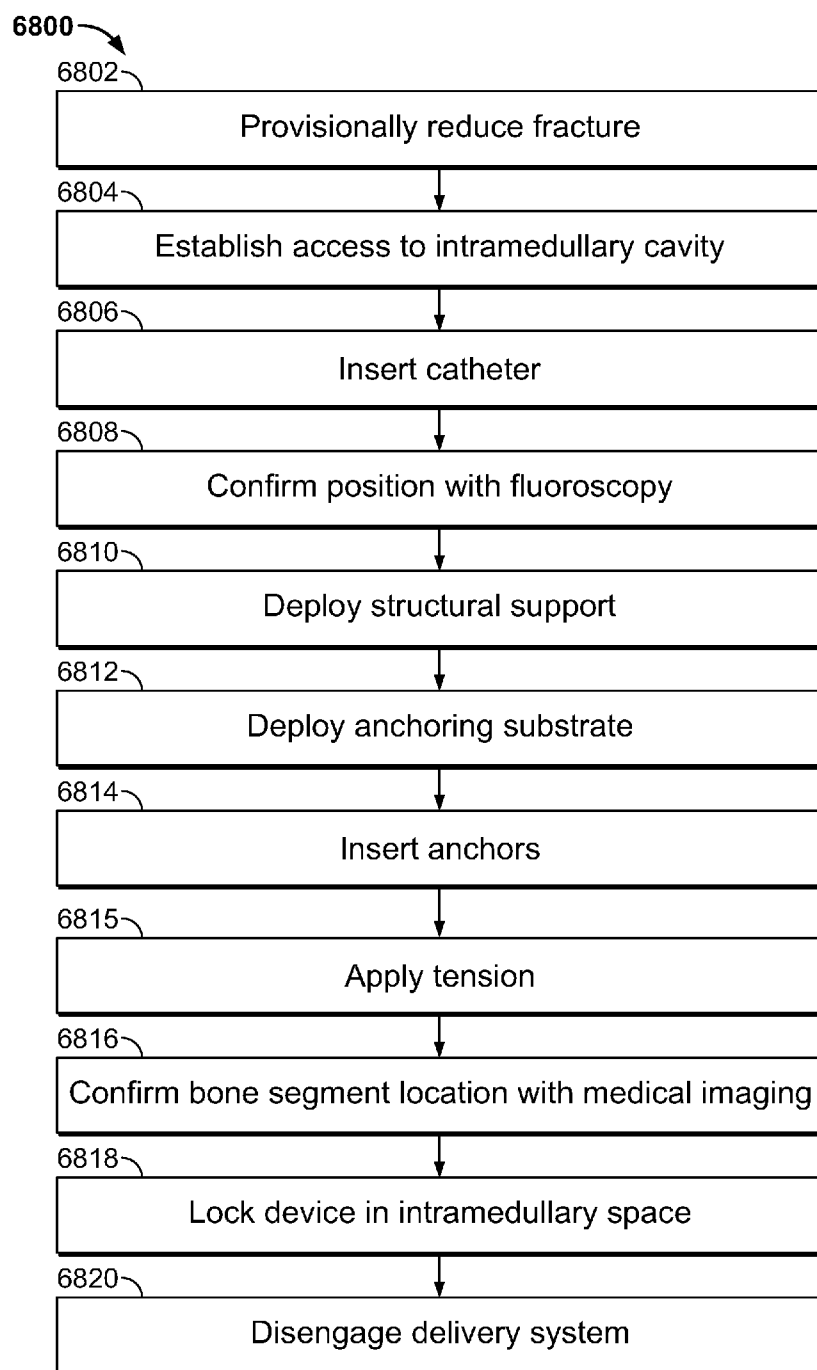 6800
6802
Provisionally reduce fracture
6804
Establish access to intramedullary cavity
6806
Insert catheter
6808
Confirm position with fluoroscopy
6810
Deploy structural support
6812
Deploy anchoring substrate
6814
Insert anchors
6815
Apply tension
6816
Confirm bone segment location with medical imaging
6818
Lock device in intramedullary space
6820
Disengage delivery system